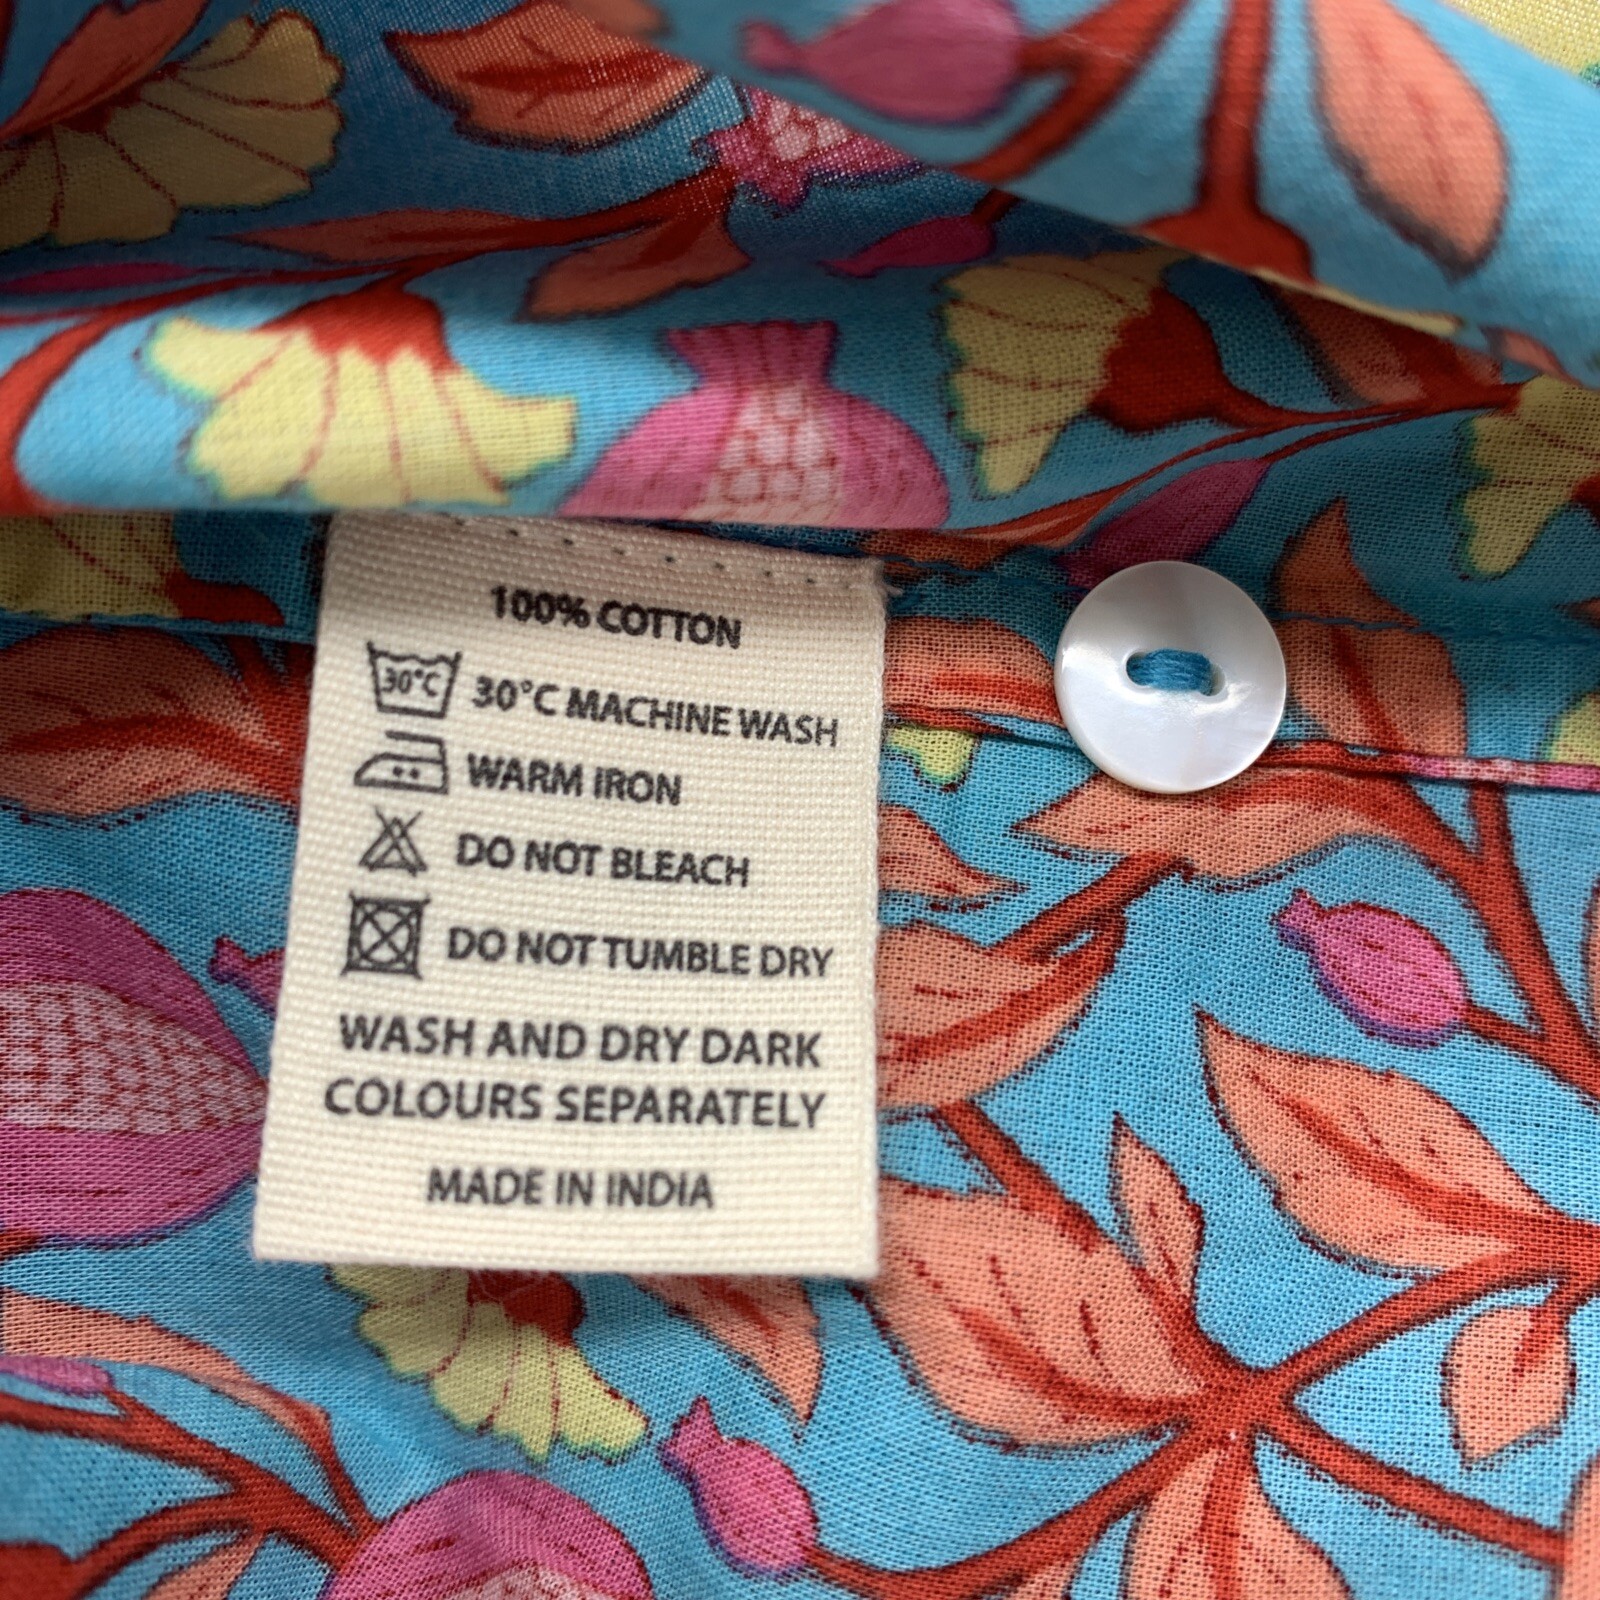 100% COTTON
30°C 30°C MACHINE WASH
WARM IRON
DO NOT BLEACH
DO NOT TUMBLE DRY
WASH AND DRY DARK
COLOURS SEPARATELY
MADE IN INDIA